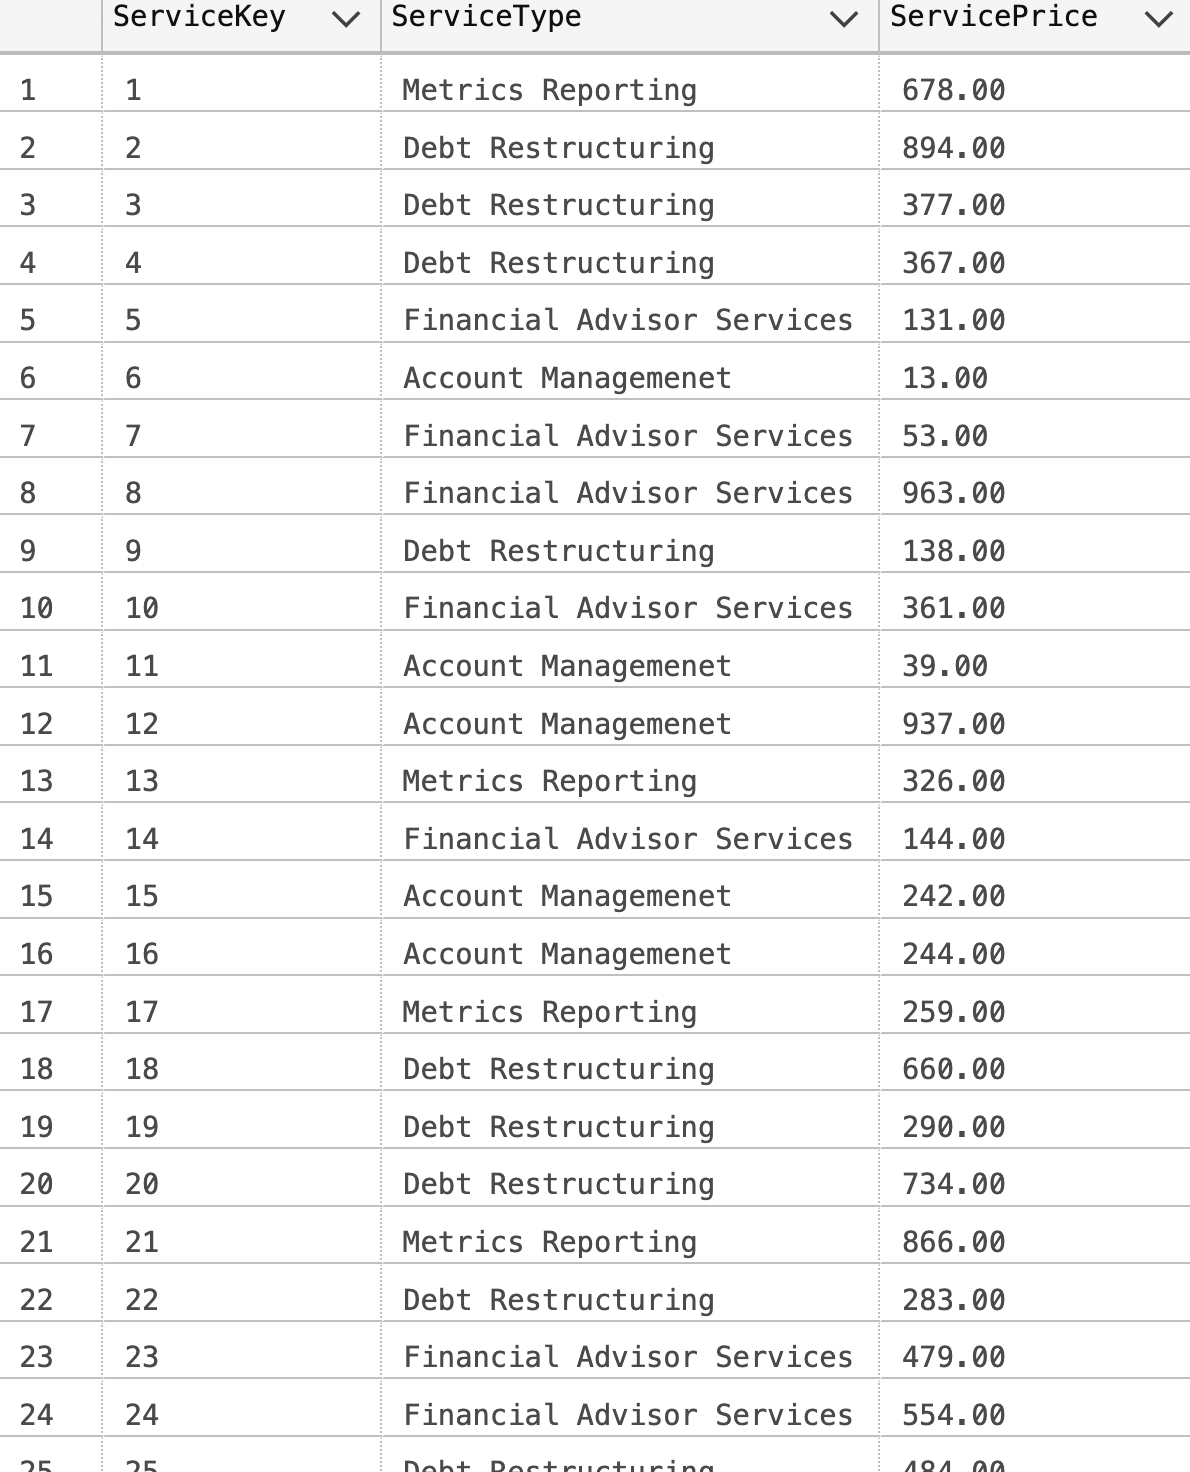 ServiceKey ServiceType ServicePrice
1 1 Metrics Reporting 678.00
2 2 Debt Restructuring 894.00
3 3 Debt Restructuring 377.00
4 4 Debt Restructuring 367.00
5 5 Financial Advisor Services 131.00
6 6 Account Managemenet 13.00
7 7 Financial Advisor Services 53.00
8 8 Financial Advisor Services 963.00
9 9 Debt Restructuring 138.00
10 10 Financial Advisor Services 361.00
11 11 Account Managemenet 39.00
12 12 Account Managemenet 937.00
13 13 Metrics Reporting 326.00
14 14 Financial Advisor Services 144.00
15 15 Account Managemenet 242.00
16 16 Account Managemenet 244.00
17 17 Metrics Reporting 259.00
18 18 Debt Restructuring 660.00
19 19 Debt Restructuring 290.00
20 20 Debt Restructuring 734.00
21 21 Metrics Reporting 866.00
22 22 Debt Restructuring 283.00
23 23 Financial Advisor Services 479.00
24 24 Financial Advisor Services 554.00
25 25 Debt Restructuring 484.00